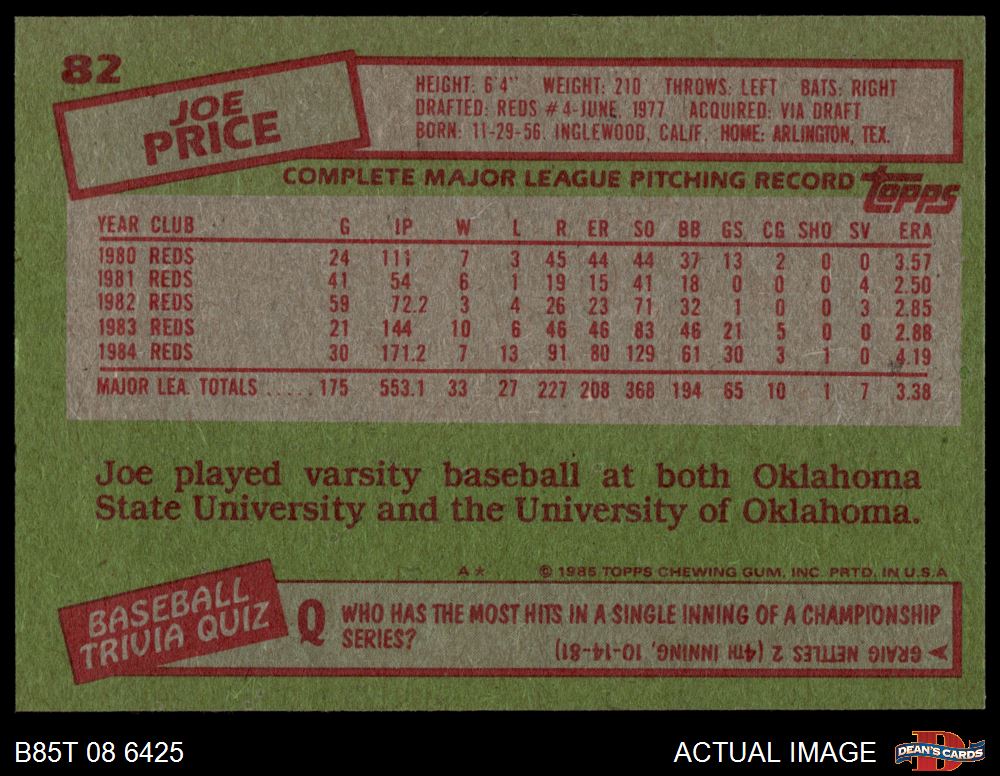 82
JOE
PRICE
HEIGHT: 6'4" WEIGHT: 210 THROWS: LEFT BATS: RIGHT
DRAFTED: REDS #4-JUNE, 1977 ACQUIRED: VIA DRAFT
BORN: 11-29-56, INGLEWOOD, CALIF. HOME: ARLINGTON, TEX.
COMPLETE MAJOR LEAGUE PITCHING RECORD topps
YEAR CLUB G IP W L R ER SO BB GS CG SHO SV ERA
1980 REDS 24 111 7 3 45 44 44 37 13 2 0 0 3.57
1981 REDS 41 54 6 1 19 15 41 18 0 0 0 4 2.50
1982 REDS 59 72.2 3 4 26 23 71 32 1 0 0 3 2.85
1983 REDS 21 144 10 6 46 46 83 46 21 5 0 0 2.88
1984 REDS 30 171.2 7 13 91 80 129 61 30 3 1 0 4.19
MAJOR LEA. TOTALS ..... 175 553.1 33 27 227 208 368 194 65 10 1 7 3.38
Joe played varsity baseball at both Oklahoma
State University and the University of Oklahoma.
A* © 1985 TOPPS CHEWING GUM, INC. PRTD. IN U.S.A.
BASEBALL
TRIVIA QUIZ
Q WHO HAS THE MOST HITS IN A SINGLE INNING OF A CHAMPIONSHIP
SERIES?
GRAIG NETTLES 2 (4TH INNING, 10-14-81)
B85T 08 6425
ACTUAL IMAGE
DEAN'S CARDS